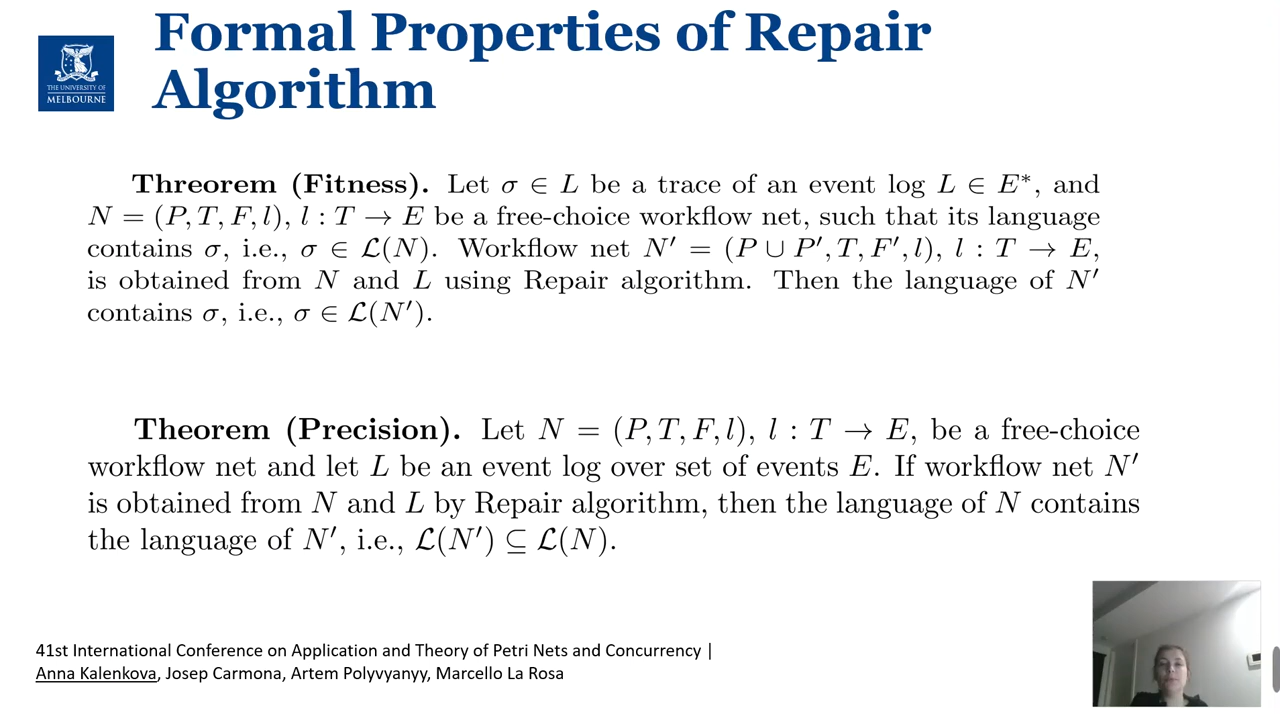 Formal Properties of Repair
Algorithm
THE UNIVERSITY OF
MELBOURNE
Threorem (Fitness). Let σ ∈ L be a trace of an event log L ∈ E*, and
N = (P, T, F, l), l : T → E be a free-choice workflow net, such that its language
contains σ, i.e., σ ∈ ℒ(N). Workflow net N′ = (P ∪ P′, T, F′, l), l : T → E,
is obtained from N and L using Repair algorithm. Then the language of N′
contains σ, i.e., σ ∈ ℒ(N′).
Theorem (Precision). Let N = (P, T, F, l), l : T → E, be a free-choice
workflow net and let L be an event log over set of events E. If workflow net N′
is obtained from N and L by Repair algorithm, then the language of N contains
the language of N′, i.e., ℒ(N′) ⊆ ℒ(N).
41st International Conference on Application and Theory of Petri Nets and Concurrency |
Anna Kalenkova, Josep Carmona, Artem Polyvyanyy, Marcello La Rosa